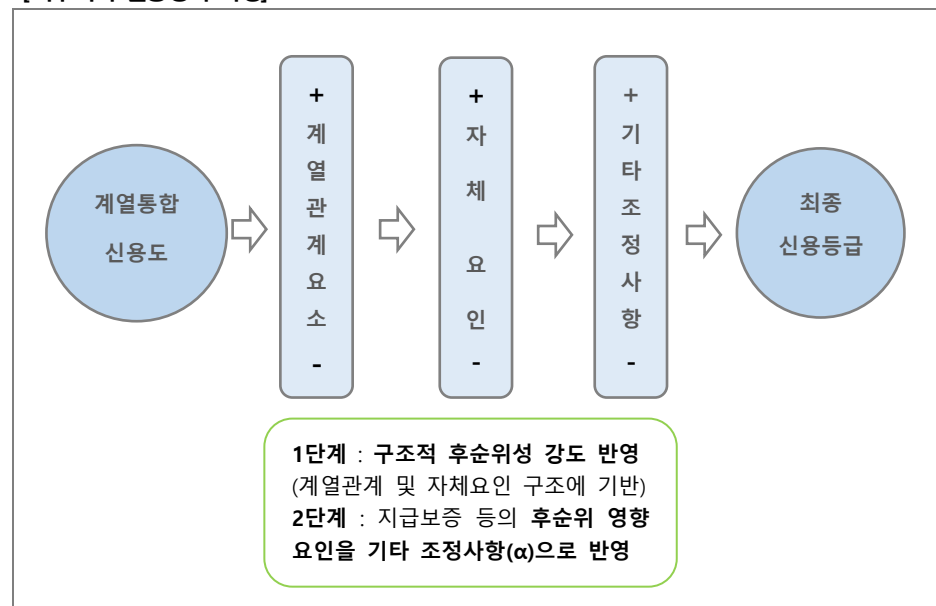 계열통합
신용도
+
계
열
관
계
요
소
-
+
자
체
요
인
-
+
기
타
조
정
사
항
-
최종
신용등급
1단계 : 구조적 후순위성 강도 반영
(계열관계 및 자체요인 구조에 기반)
2단계 : 지급보증 등의 후순위 영향
요인을 기타 조정사항(α)으로 반영